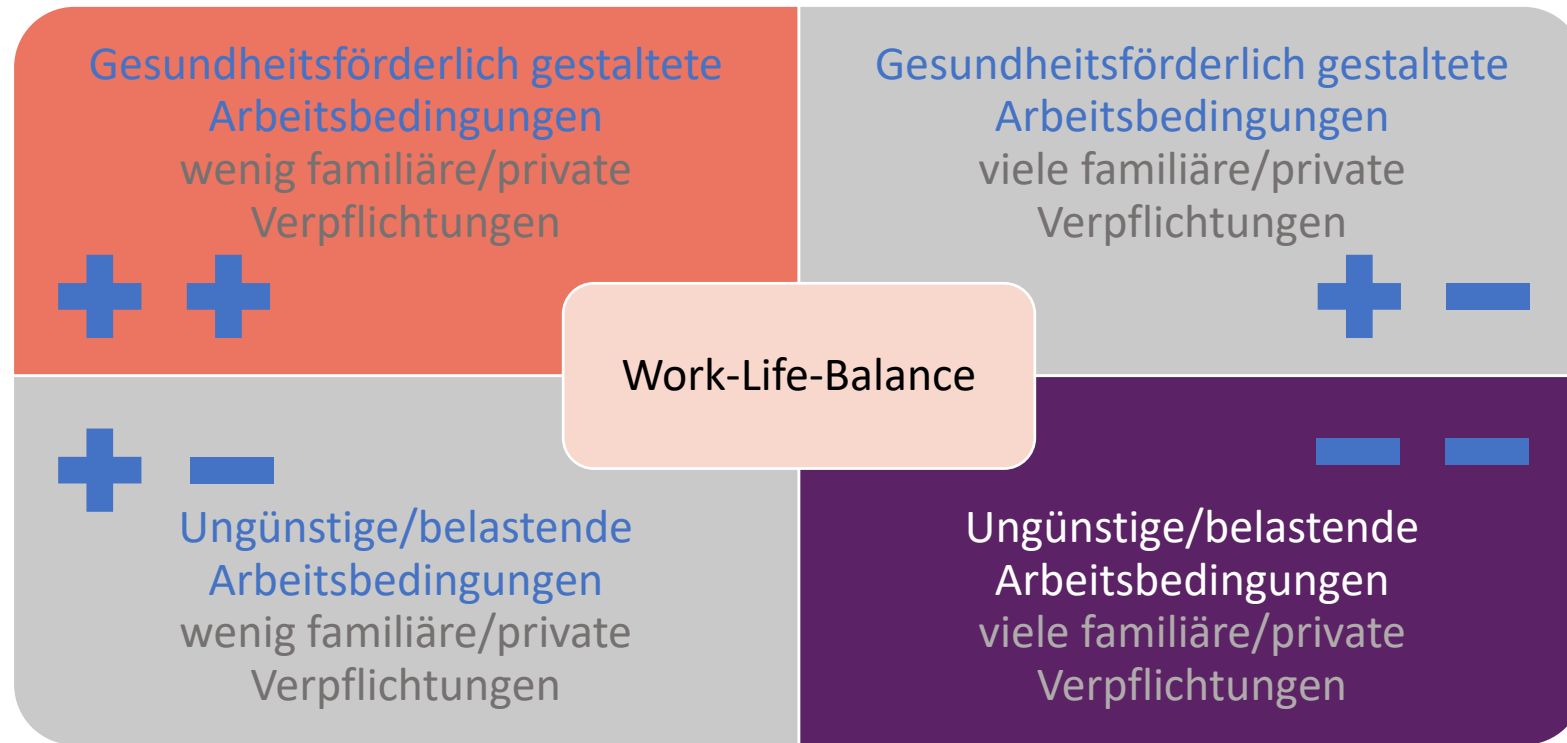 Gesundheitsförderlich gestaltete
Arbeitsbedingungen
wenig familiäre/private
Verpflichtungen
Gesundheitsförderlich gestaltete
Arbeitsbedingungen
viele familiäre/private
Verpflichtungen
Work-Life-Balance
Ungünstige/belastende
Arbeitsbedingungen
wenig familiäre/private
Verpflichtungen
Ungünstige/belastende
Arbeitsbedingungen
viele familiäre/private
Verpflichtungen